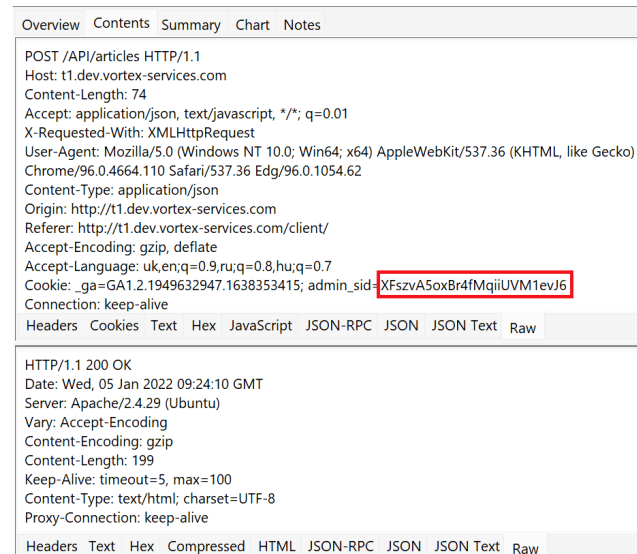 Overview Contents Summary Chart Notes
POST /API/articles HTTP/1.1
Host: t1.dev.vortex-services.com
Content-Length: 74
Accept: application/json, text/javascript, */*; q=0.01
X-Requested-With: XMLHttpRequest
User-Agent: Mozilla/5.0 (Windows NT 10.0; Win64; x64) AppleWebKit/537.36 (KHTML, like Gecko)
Chrome/96.0.4664.110 Safari/537.36 Edg/96.0.1054.62
Content-Type: application/json
Origin: http://t1.dev.vortex-services.com
Referer: http://t1.dev.vortex-services.com/client/
Accept-Encoding: gzip, deflate
Accept-Language: uk,en;q=0.9,ru;q=0.8,hu;q=0.7
Cookie: _ga=GA1.2.1949632947.1638353415; admin_sid=XFszvA5oxBr4fMqiiUVM1evJ6
Connection: keep-alive
Headers Cookies Text Hex JavaScript JSON-RPC JSON JSON Text Raw
HTTP/1.1 200 OK
Date: Wed, 05 Jan 2022 09:24:10 GMT
Server: Apache/2.4.29 (Ubuntu)
Vary: Accept-Encoding
Content-Encoding: gzip
Content-Length: 199
Keep-Alive: timeout=5, max=100
Content-Type: text/html; charset=UTF-8
Proxy-Connection: keep-alive
Headers Text Hex Compressed HTML JSON-RPC JSON JSON Text Raw